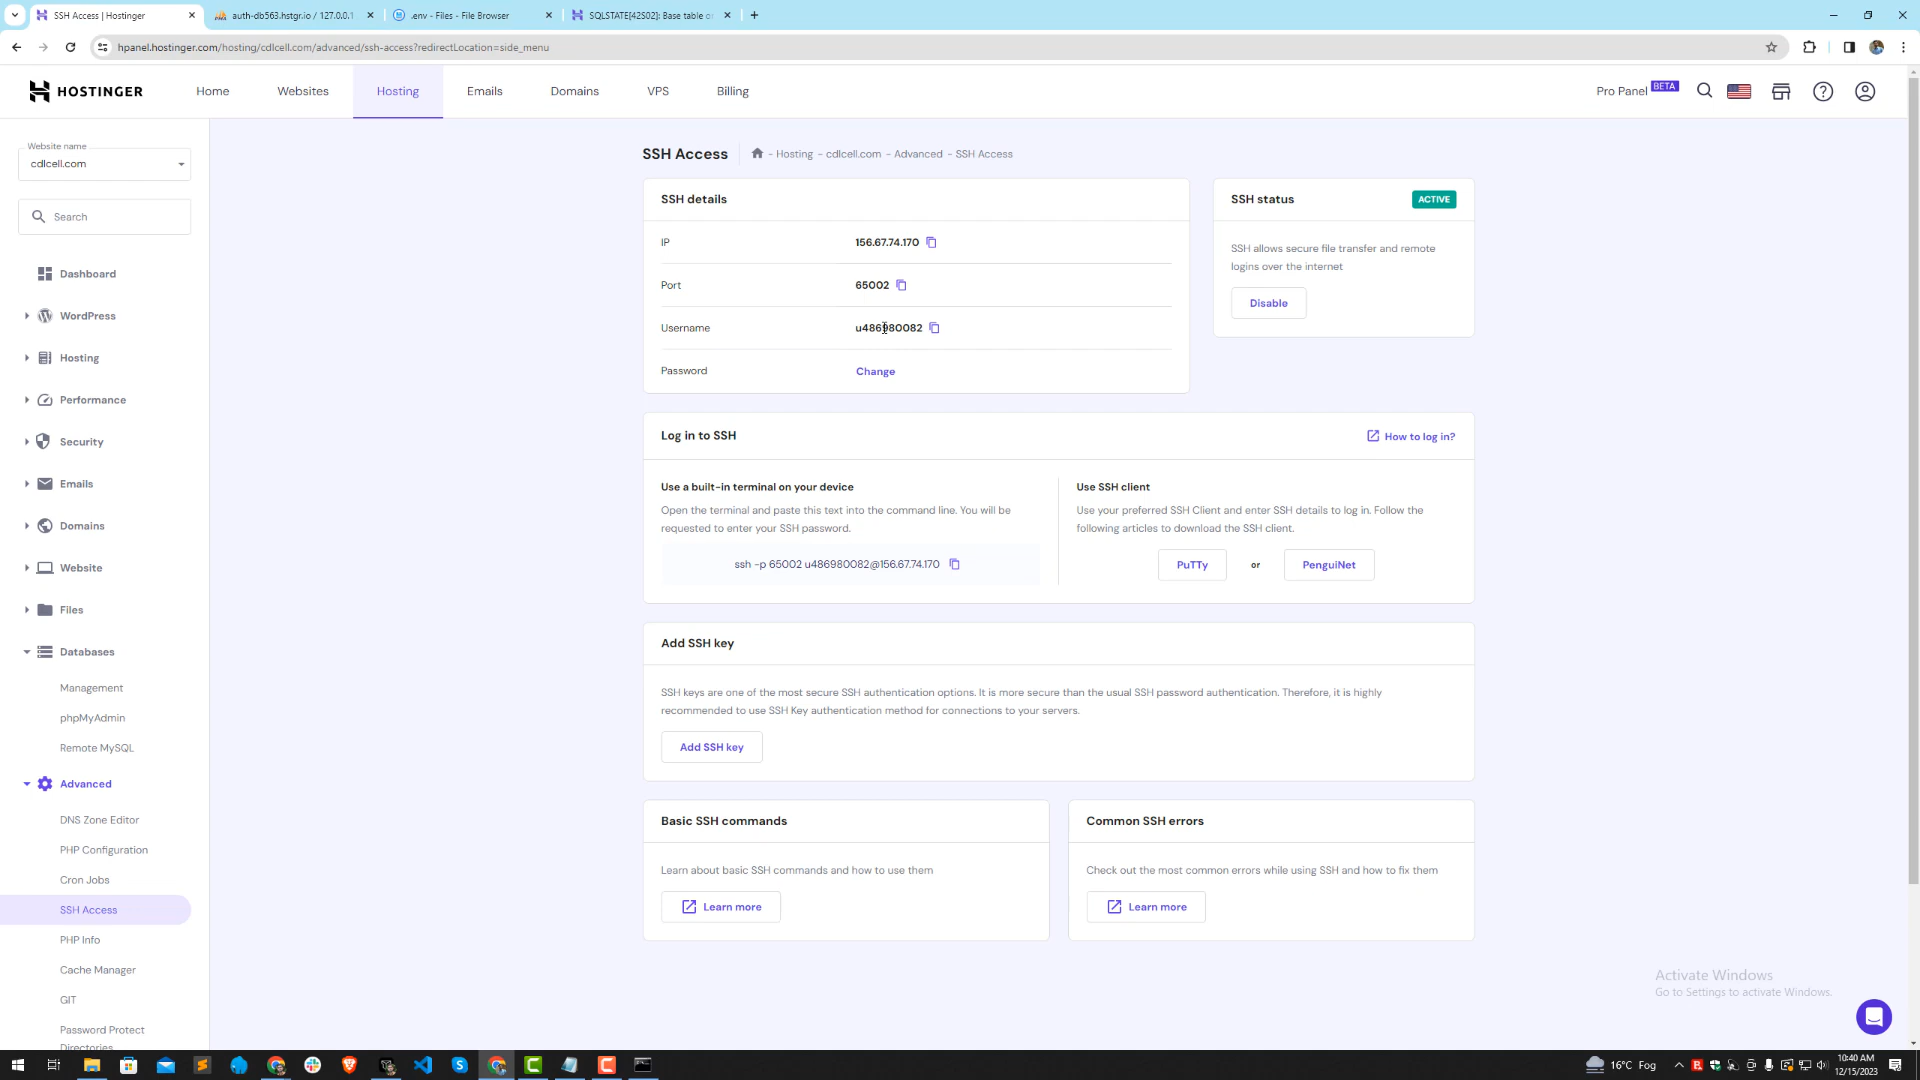 SSH Access | Hostinger
auth-db563.hstgr.io / 127.0.0.1
.env - Files - File Browser
SQLSTATE[42S02]: Base table o
hpanel.hostinger.com/hosting/cdlcell.com/advanced/ssh-access?redirectLocation=side_menu
HOSTINGER
Home
Websites
Hosting
Emails
Domains
VPS
Billing
Pro Panel BETA
Website name
cdlcell.com
Search
Dashboard
WordPress
Hosting
Performance
Security
Emails
Domains
Website
Files
Databases
Management
phpMyAdmin
Remote MySQL
Advanced
DNS Zone Editor
PHP Configuration
Cron Jobs
SSH Access
PHP Info
Cache Manager
GIT
Password Protect
Directories
SSH Access
- Hosting - cdlcell.com - Advanced - SSH Access
SSH details
IP
156.67.74.170
Port
65002
Username
u486980082
Password
Change
SSH status
ACTIVE
SSH allows secure file transfer and remote
logins over the internet
Disable
Log in to SSH
How to log in?
Use a built-in terminal on your device
Open the terminal and paste this text into the command line. You will be
requested to enter your SSH password.
ssh -p 65002 u486980082@156.67.74.170
Use SSH client
Use your preferred SSH Client and enter SSH details to log in. Follow the
following articles to download the SSH client.
PuTTy
or
PenguiNet
Add SSH key
SSH keys are one of the most secure SSH authentication options. It is more secure than the usual SSH password authentication. Therefore, it is highly
recommended to use SSH Key authentication method for connections to your servers.
Add SSH key
Basic SSH commands
Learn about basic SSH commands and how to use them
Learn more
Common SSH errors
Check out the most common errors while using SSH and how to fix them
Learn more
Activate Windows
Go to Settings to activate Windows.
16°C Fog
10:40 AM
12/15/2023